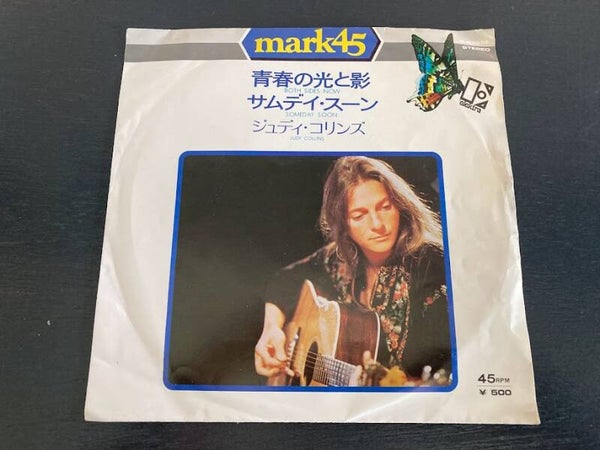 mark45
STEREO
青春の光と影
BOTH SIDES NOW
サムデイ・スーン
SOMEDAY SOON
ジュディ・コリンズ
JUDY COLLINS
elektra
45RPM
¥ 500